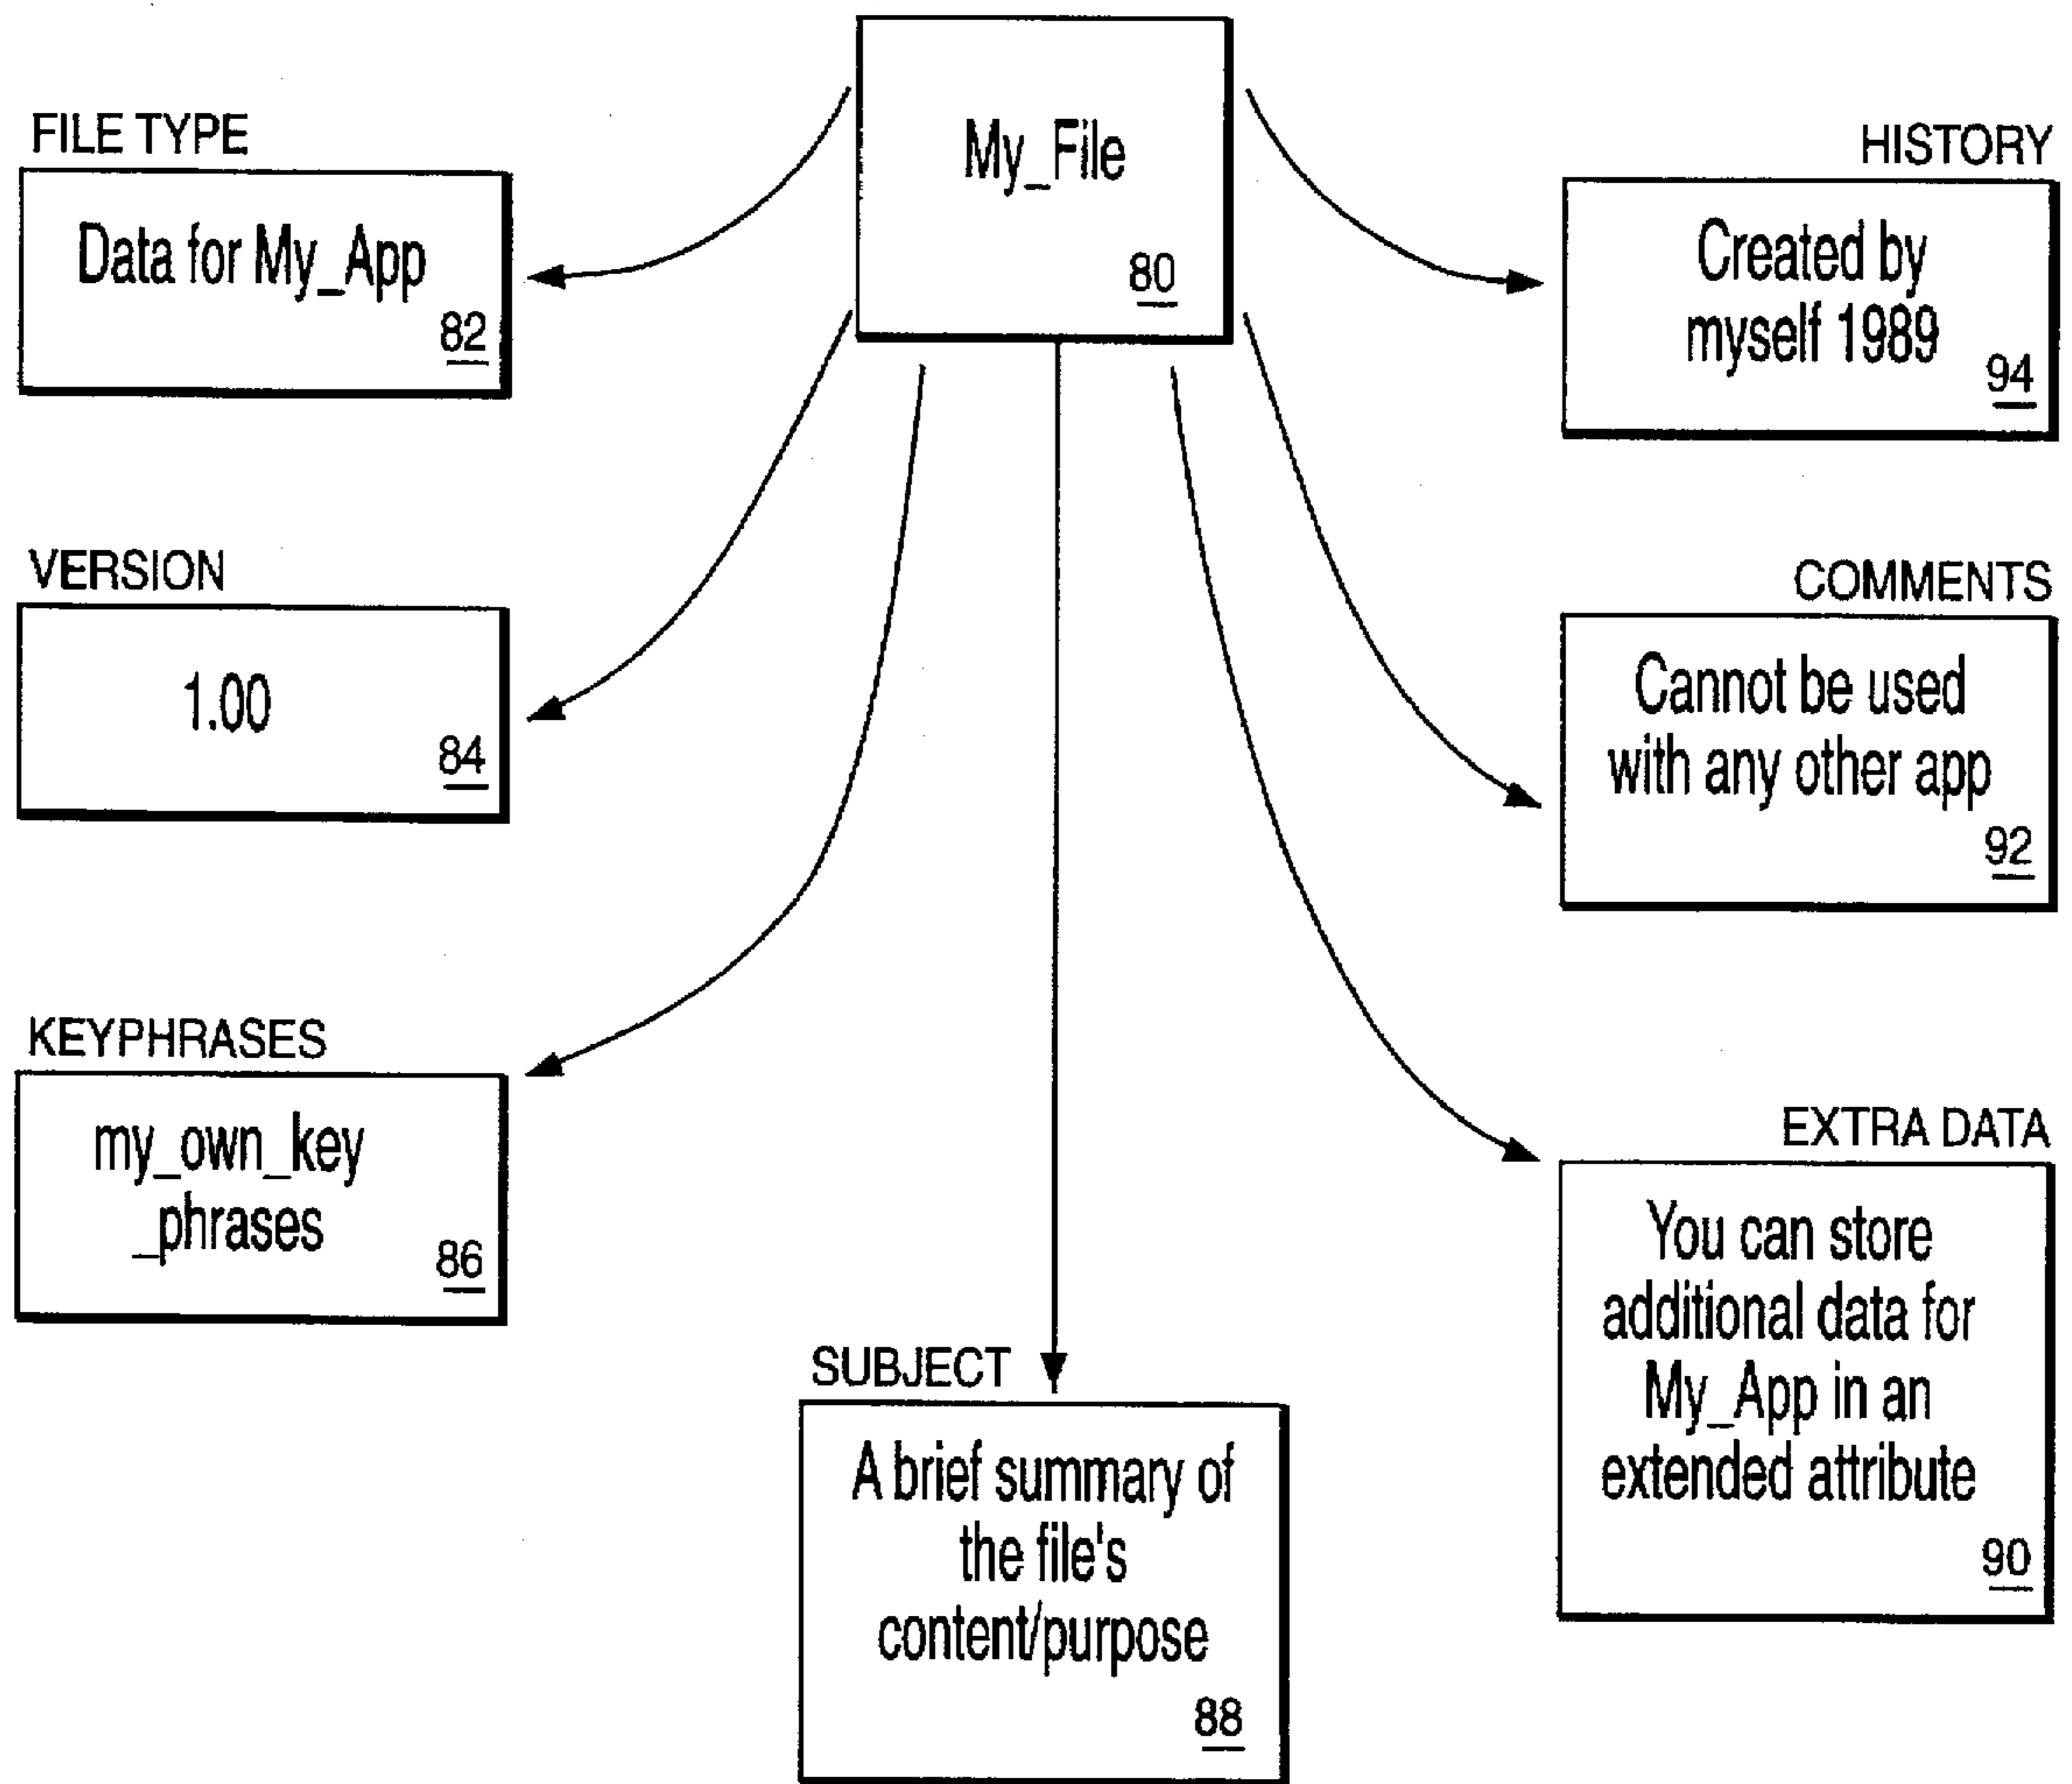 My_File
80
FILE TYPE
Data for My_App
82
VERSION
1.00
84
KEYPHRASES
my_own_key
_phrases
86
SUBJECT
A brief summary of
the file's
content/purpose
88
EXTRA DATA
You can store
additional data for
My_App in an
extended attribute
90
COMMENTS
Cannot be used
with any other app
92
HISTORY
Created by
myself 1989
94